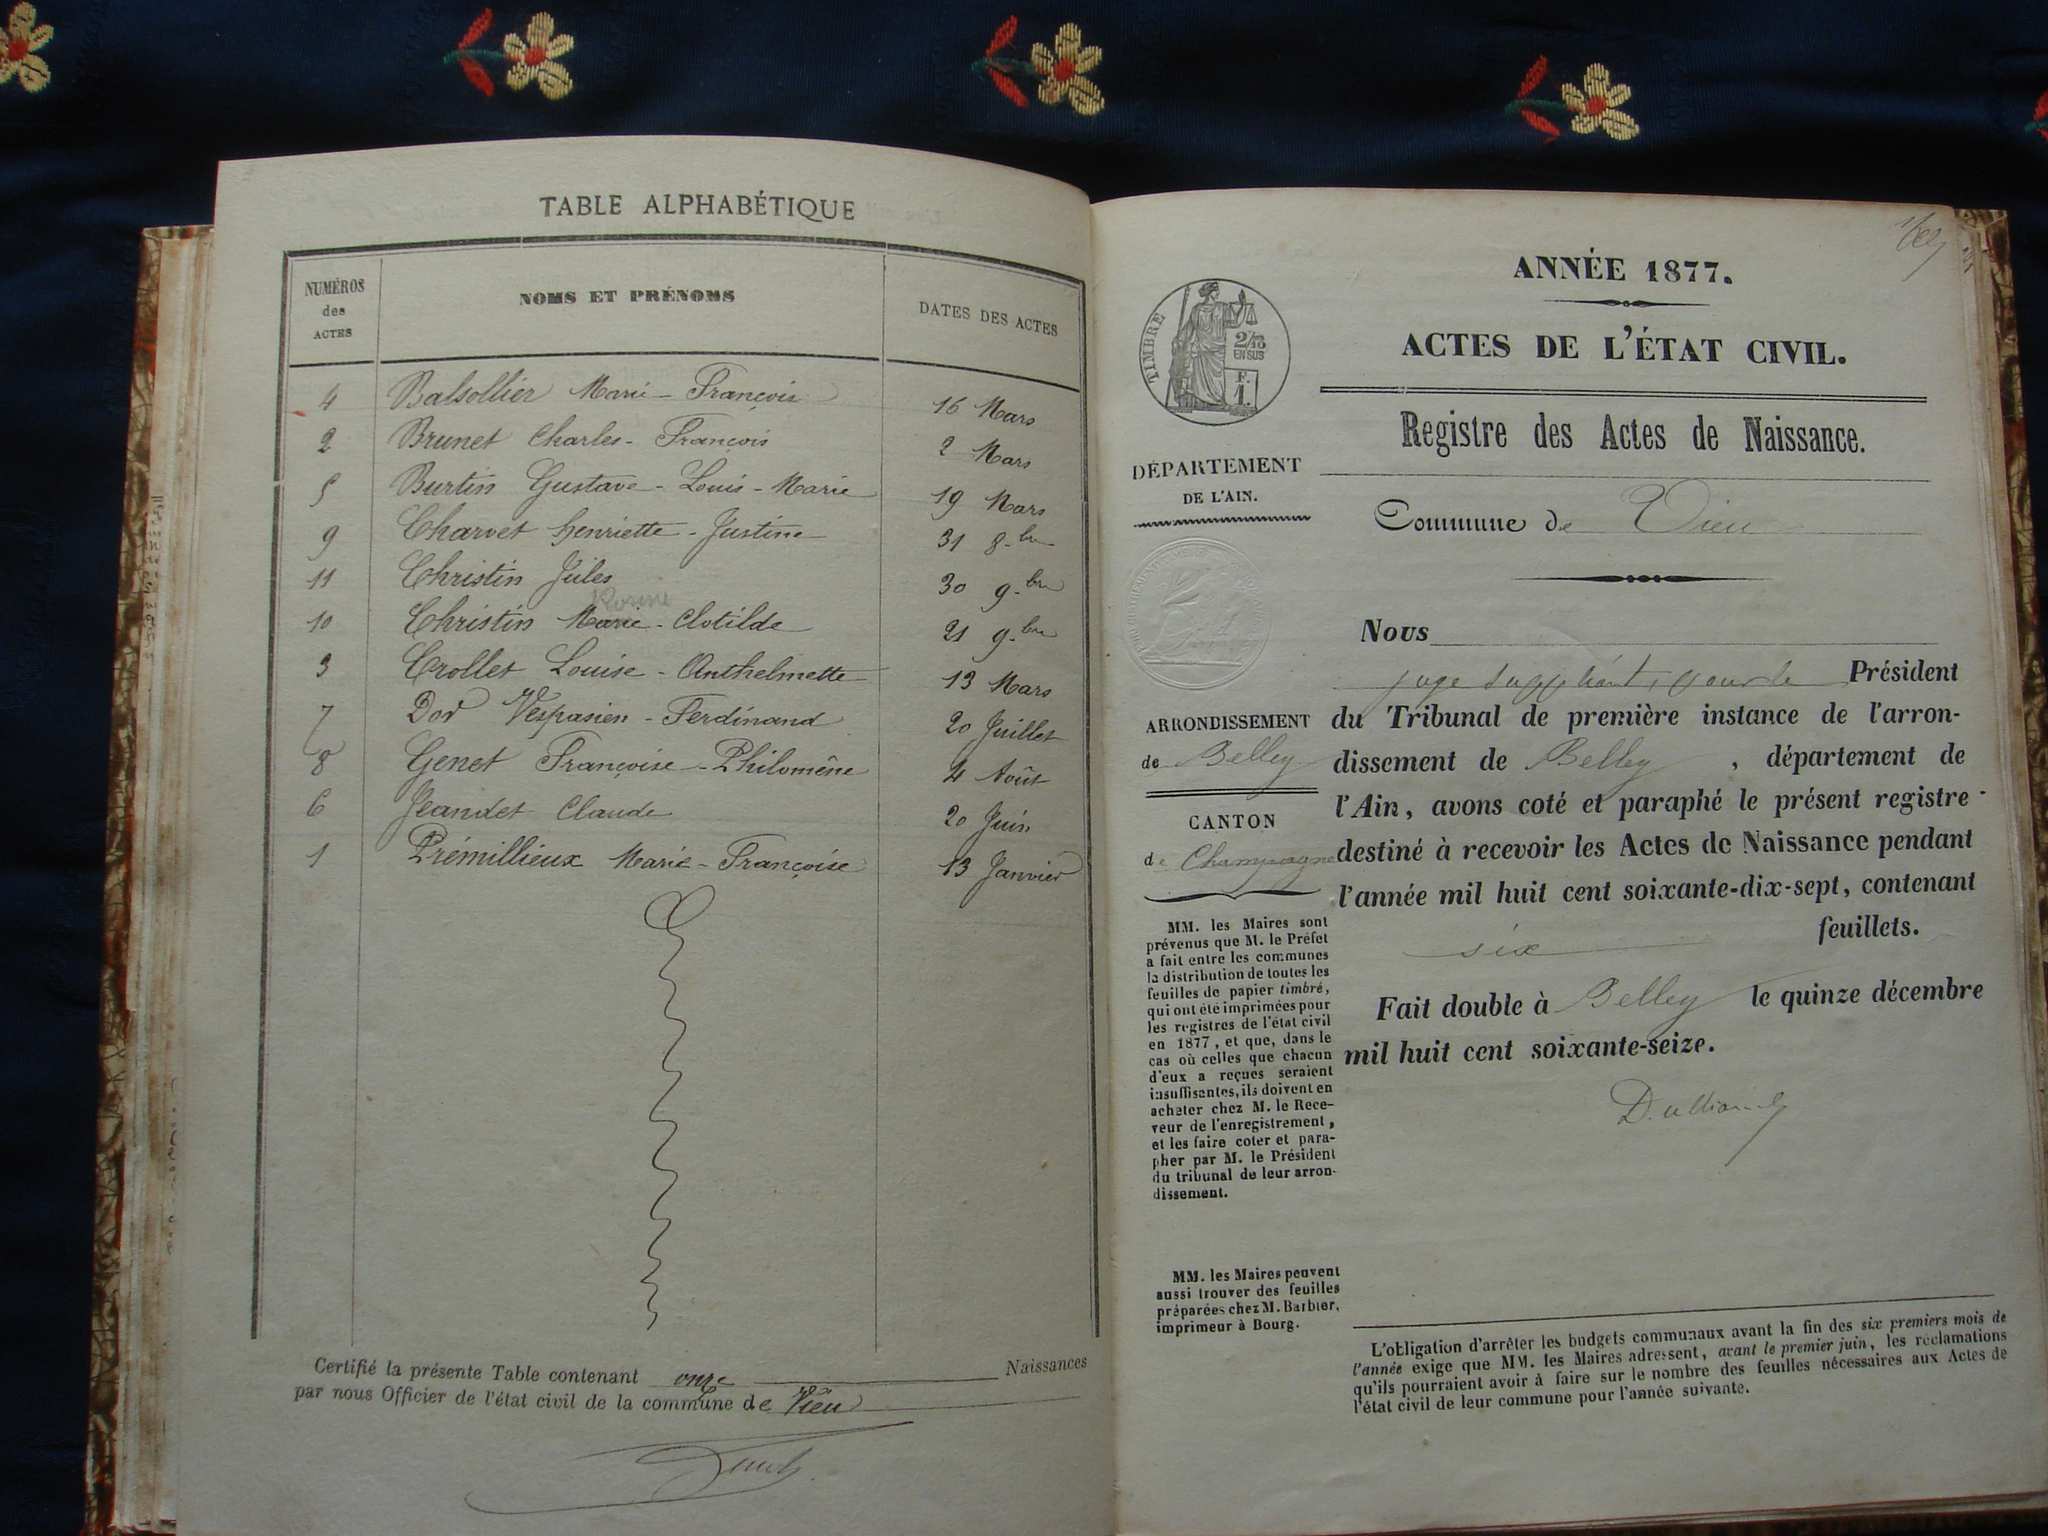 TABLE ALPHABÉTIQUE
NUMÉROS des ACTES NOMS ET PRÉNOMS DATES DES ACTES
4 Balsollier Marie-François 16 Mars
2 Brunet Charles-François 2 Mars
5 Burtin Gustave-Louis-Marie 19 Mars
9 Charvet henriette-Justine 31 8-bre
11 Christin Jules 30 9-bre
Rosine
10 Christin Marie-Clotilde 21 9-bre
3 Crollet Louise-Anthelmette 13 Mars
7 Dor Vespasien-Ferdinand 20 Juillet
8 Genet Françoise-Philomène 4 Août
6 Jeandet Claude 20 Juin
1 Prémillieux Marie-Françoise 13 Janvier
Certifié la présente Table contenant onze Naissances
par nous Officier de l'état civil de la commune de Vieu
ANNÉE 1877.
ACTES DE L'ÉTAT CIVIL.
TIMBRE
2/10
EN SUS
F.
1.
Registre des Actes de Naissance.
DÉPARTEMENT
DE L'AIN.
Commune de Vieu
Nous
juge suppléant, pour le Président
du Tribunal de première instance de l'arron-
dissement de Belley, département de
l'Ain, avons coté et paraphé le présent registre
destiné à recevoir les Actes de Naissance pendant
l'année mil huit cent soixante-dix-sept, contenant
six feuillets.
Fait double à Belley le quinze décembre
mil huit cent soixante-seize.
ARRONDISSEMENT
de Belley
CANTON
de Champagne
MM. les Maires sont
prévenus que M. le Préfet
a fait entre les communes
la distribution de toutes les
feuilles de papier timbré,
qui ont été imprimées pour
les registres de l'état civil
en 1877, et que, dans le
cas où celles que chacun
d'eux a reçues seraient
insuffisantes, ils doivent en
acheter chez M. le Rece-
veur de l'enregistrement,
et les faire coter et para-
pher par M. le Président
du tribunal de leur arron-
dissement.
MM. les Maires peuvent
aussi trouver des feuilles
préparées chez M. Barbier,
imprimeur à Bourg.
L'obligation d'arrêter les budgets communaux avant la fin des six premiers mois de
l'année exige que MM. les Maires adressent, avant le premier juin, les réclamations
qu'ils pourraient avoir à faire sur le nombre des feuilles nécessaires aux Actes de
l'état civil de leur commune pour l'année suivante.